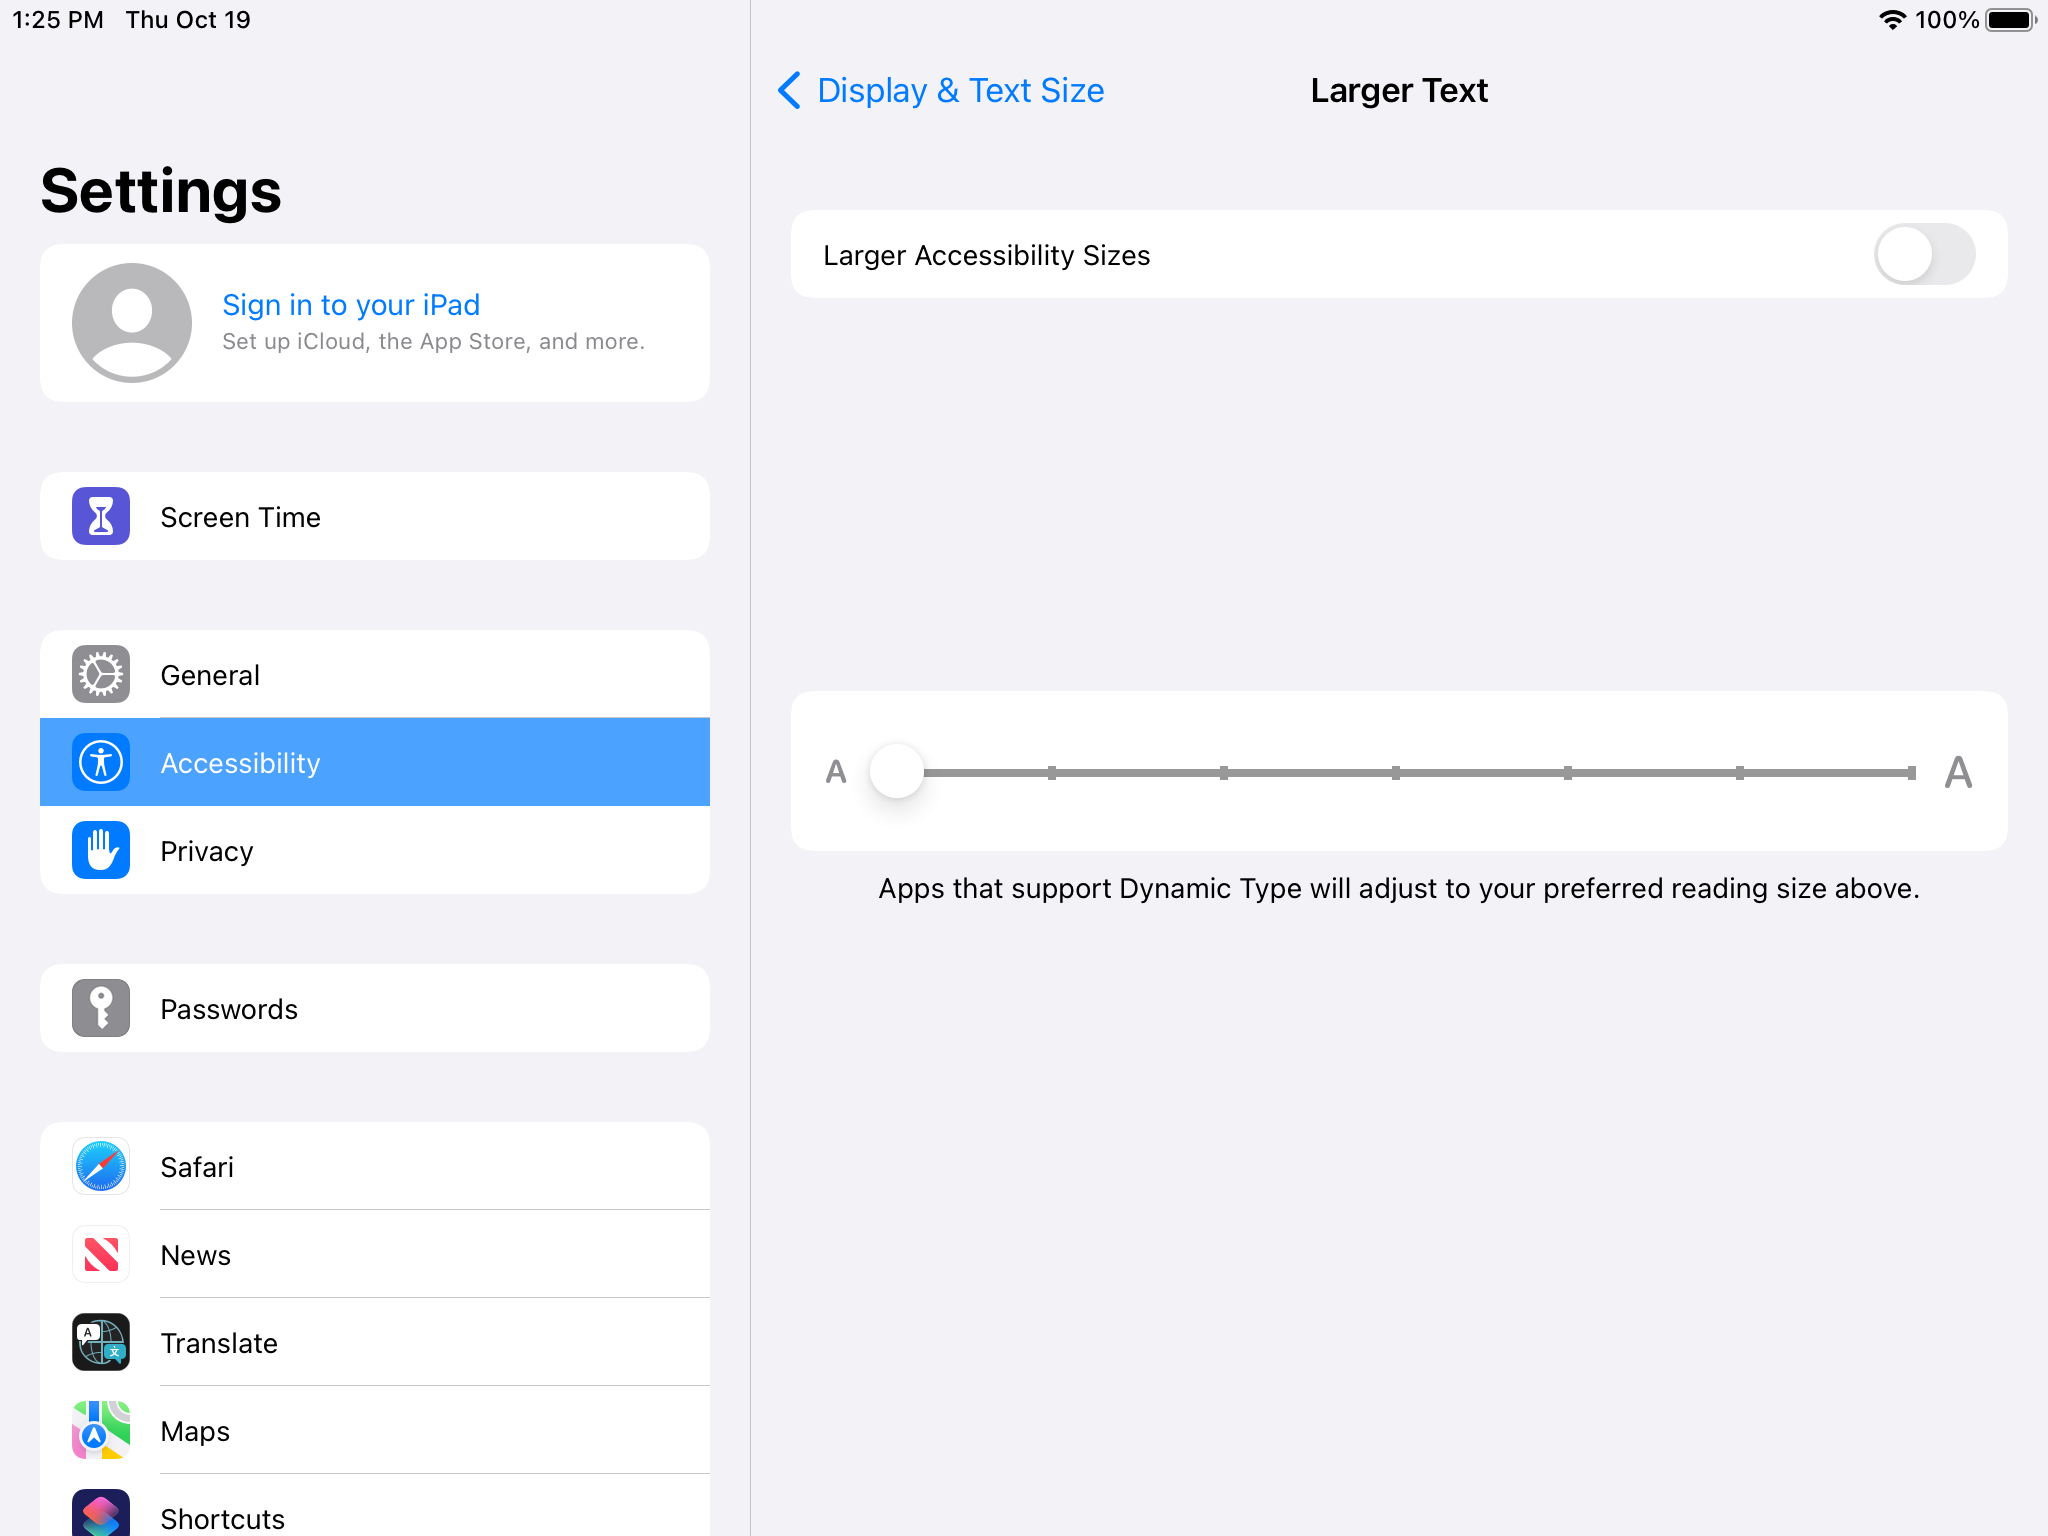 1:25 PM Thu Oct 19
100%
Settings
Sign in to your iPad
Set up iCloud, the App Store, and more.
Screen Time
General
Accessibility
Privacy
Passwords
Safari
News
A
文
Translate
Maps
Shortcuts
Display & Text Size
Larger Text
Larger Accessibility Sizes
A
A
Apps that support Dynamic Type will adjust to your preferred reading size above.